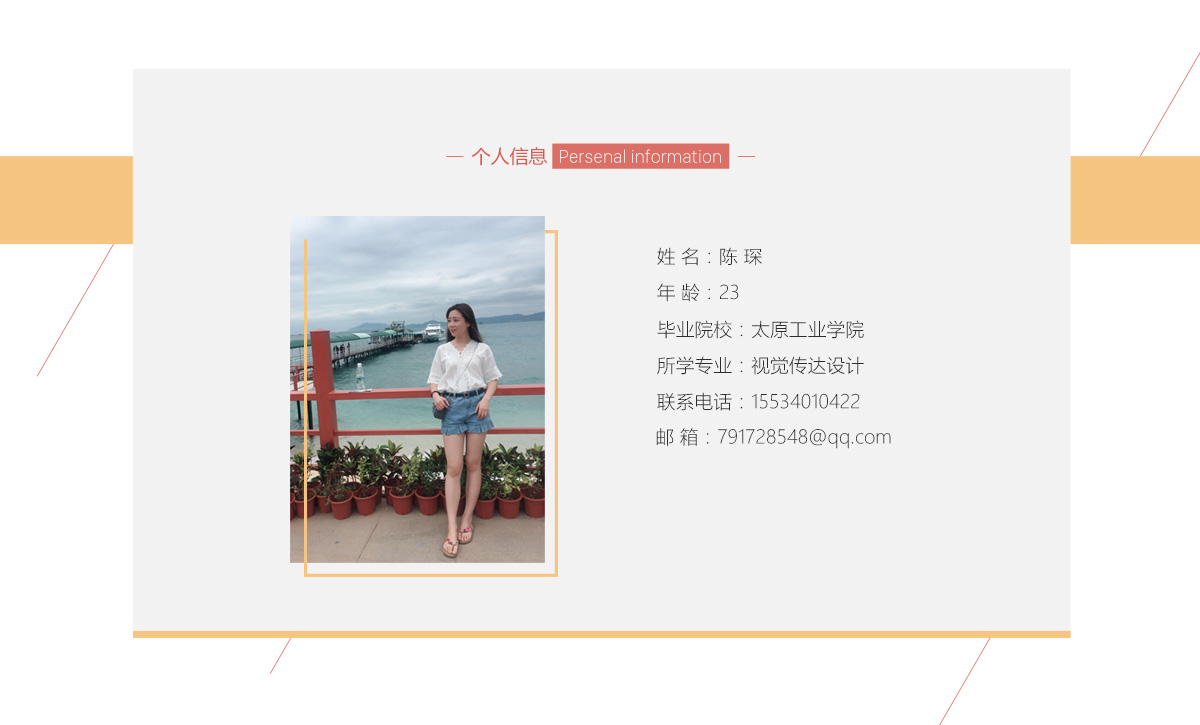 个人信息 Persenal information
姓 名：陈 琛
年 龄：23
毕业院校：太原工业学院
所学专业：视觉传达设计
联系电话：15534010422
邮 箱：791728548@qq.com